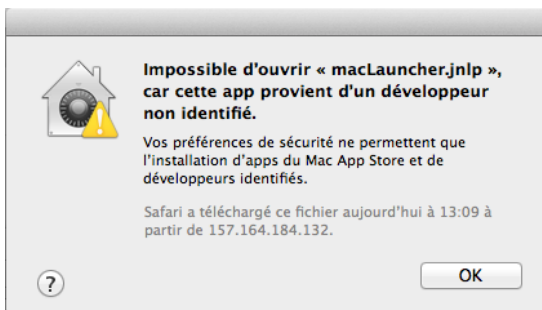 Impossible d'ouvrir « macLauncher.jnlp »,
car cette app provient d'un développeur
non identifié.
Vos préférences de sécurité ne permettent que
l'installation d'apps du Mac App Store et de
développeurs identifiés.
Safari a téléchargé ce fichier aujourd'hui à 13:09 à
partir de 157.164.184.132.
?
OK